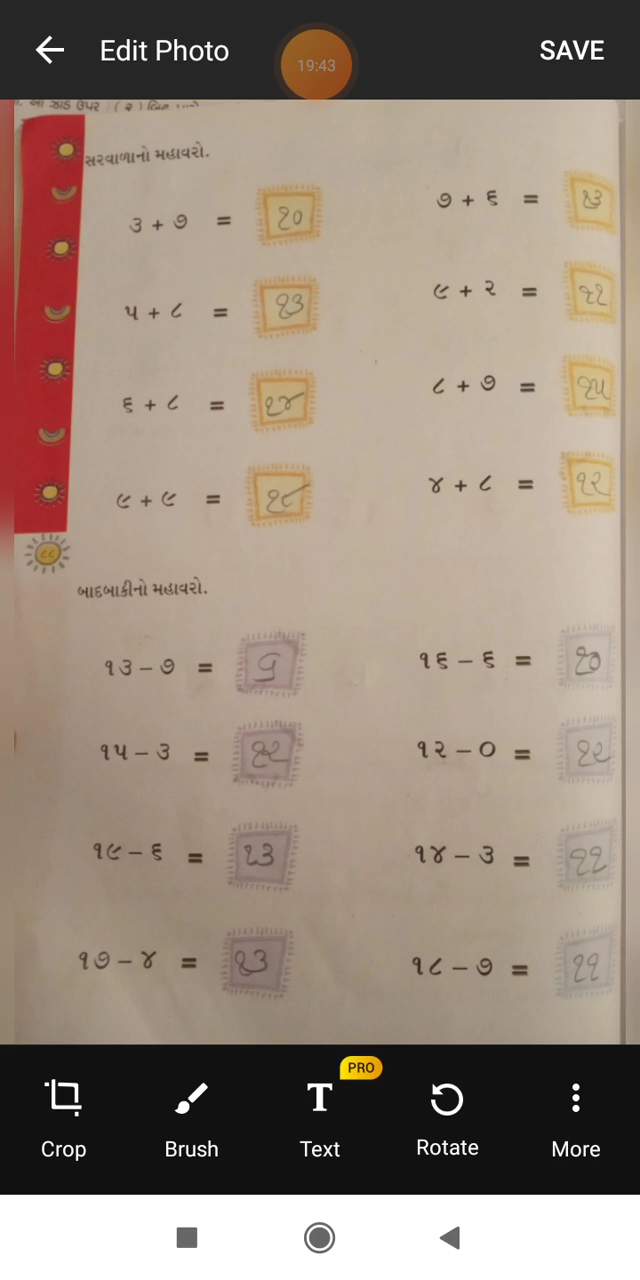 Edit Photo
19:43
SAVE
સરવાળાનો મહાવરો.
૩ + ૭ = ૧૦
૭ + ૬ = ૧૩
૫ + ૮ = ૧૩
૯ + ૨ = ૧૧
૬ + ૮ = ૧૪
૮ + ૭ = ૧૫
૯ + ૯ = ૧૮
૪ + ૮ = ૧૨
૮૮
બાદબાકીનો મહાવરો.
૧૩ – ૭ =
૧૬ – ૬ = ૧૦
૧૫ – ૩ = ૧૨
૧૨ – ૦ = ૧૨
૧૯ – ૬ = ૧૩
૧૪ – ૩ = ૧૧
૧૭ – ૪ = ૧૩
૧૮ – ૭ = ૧૧
PRO
Crop
Brush
Text
Rotate
More